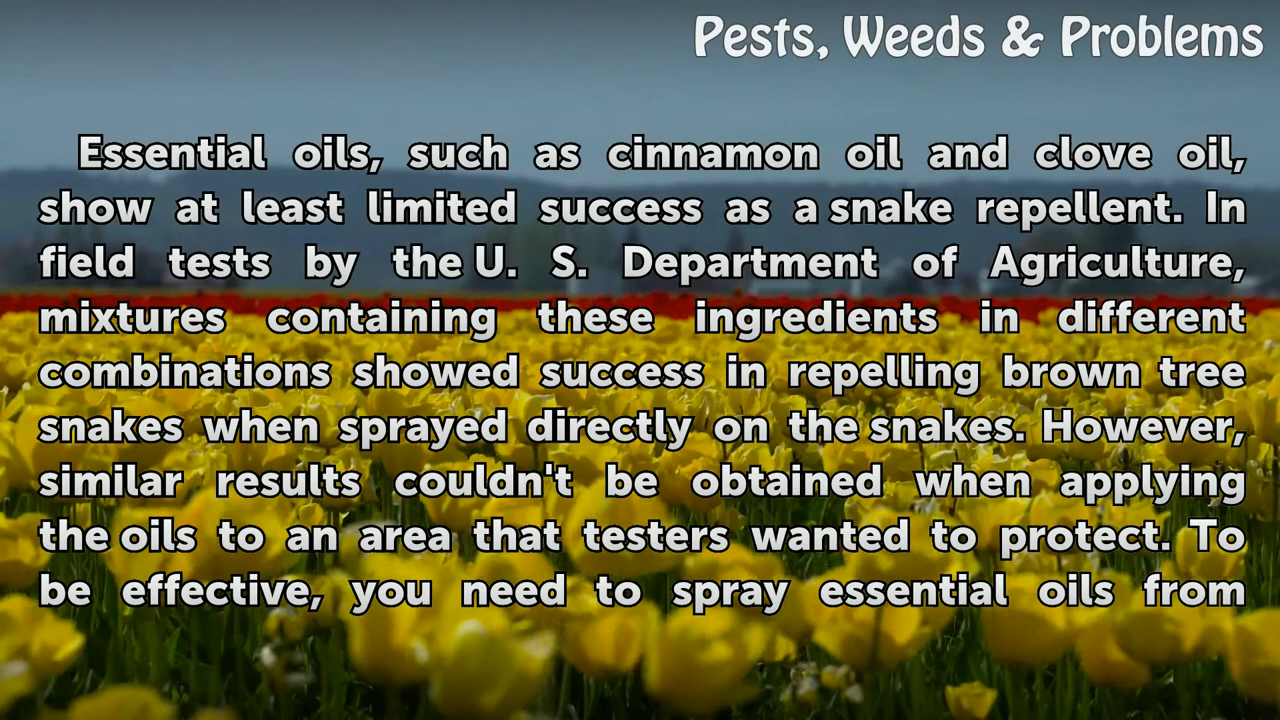 Pests, Weeds & Problems
Essential oils, such as cinnamon oil and clove oil,
show at least limited success as a snake repellent. In
field tests by the U. S. Department of Agriculture,
mixtures containing these ingredients in different
combinations showed success in repelling brown tree
snakes when sprayed directly on the snakes. However,
similar results couldn't be obtained when applying
the oils to an area that testers wanted to protect. To
be effective, you need to spray essential oils from